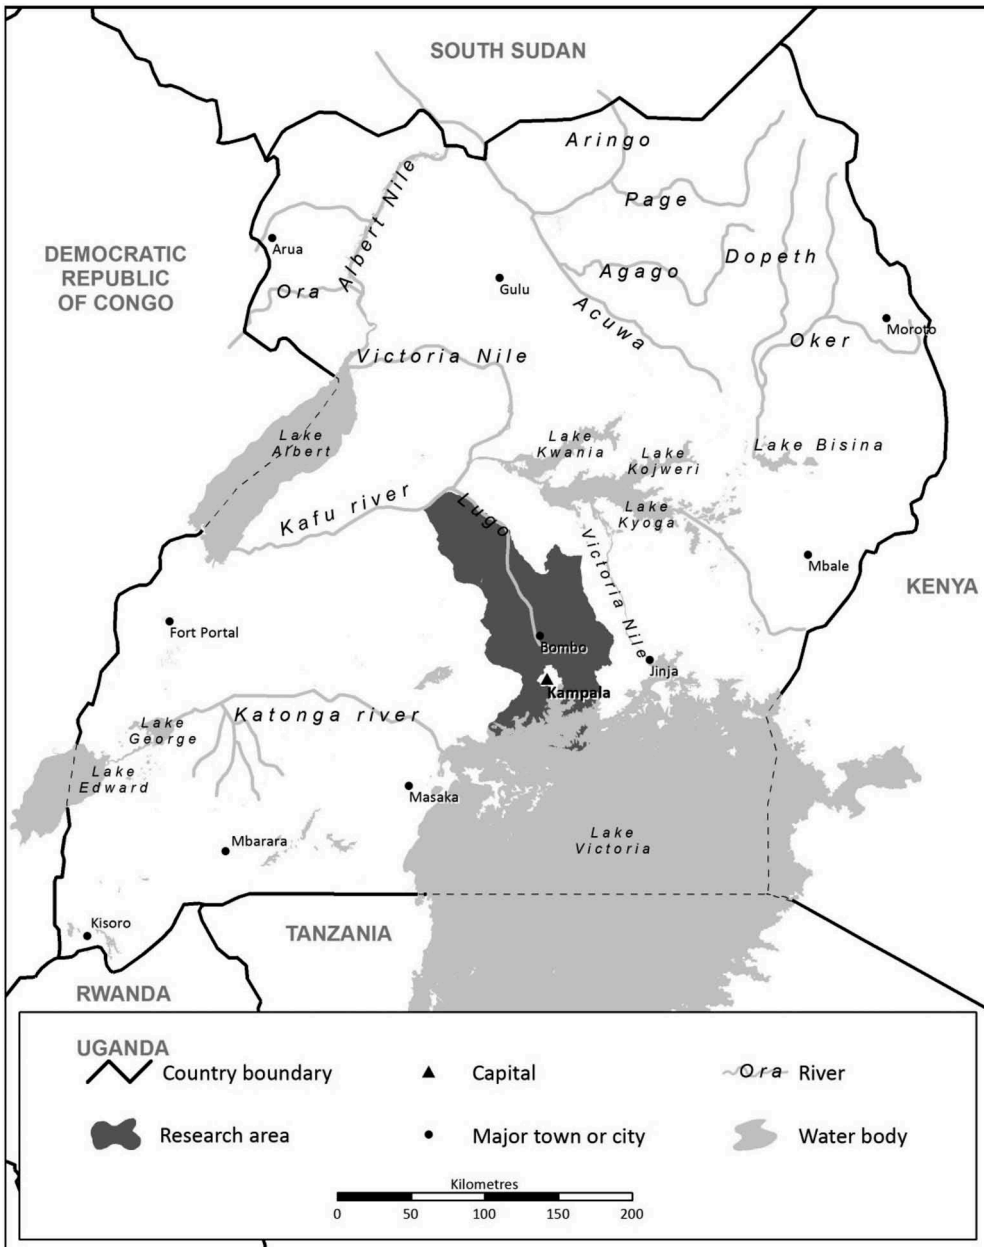 SOUTH SUDAN
Aringo
Page
Albert Nile
Arua
DEMOCRATIC
REPUBLIC
OF CONGO
Ora
Gulu
Agago
Dopeth
Acuwa
Moroto
Oker
Victoria Nile
Lake
Albert
Lake
Kwania
Lake
Kojweri
Lake Bisina
Kafu river
Lugo
Lake
Kyoga
Victoria Nile
Mbale
KENYA
Fort Portal
Bombo
Jinja
Kampala
Katonga river
Lake
George
Lake
Edward
Masaka
Lake
Victoria
Mbarara
Kisoro
TANZANIA
RWANDA
UGANDA
Country boundary
Capital
Ora River
Research area
Major town or city
Water body
Kilometres
0 50 100 150 200